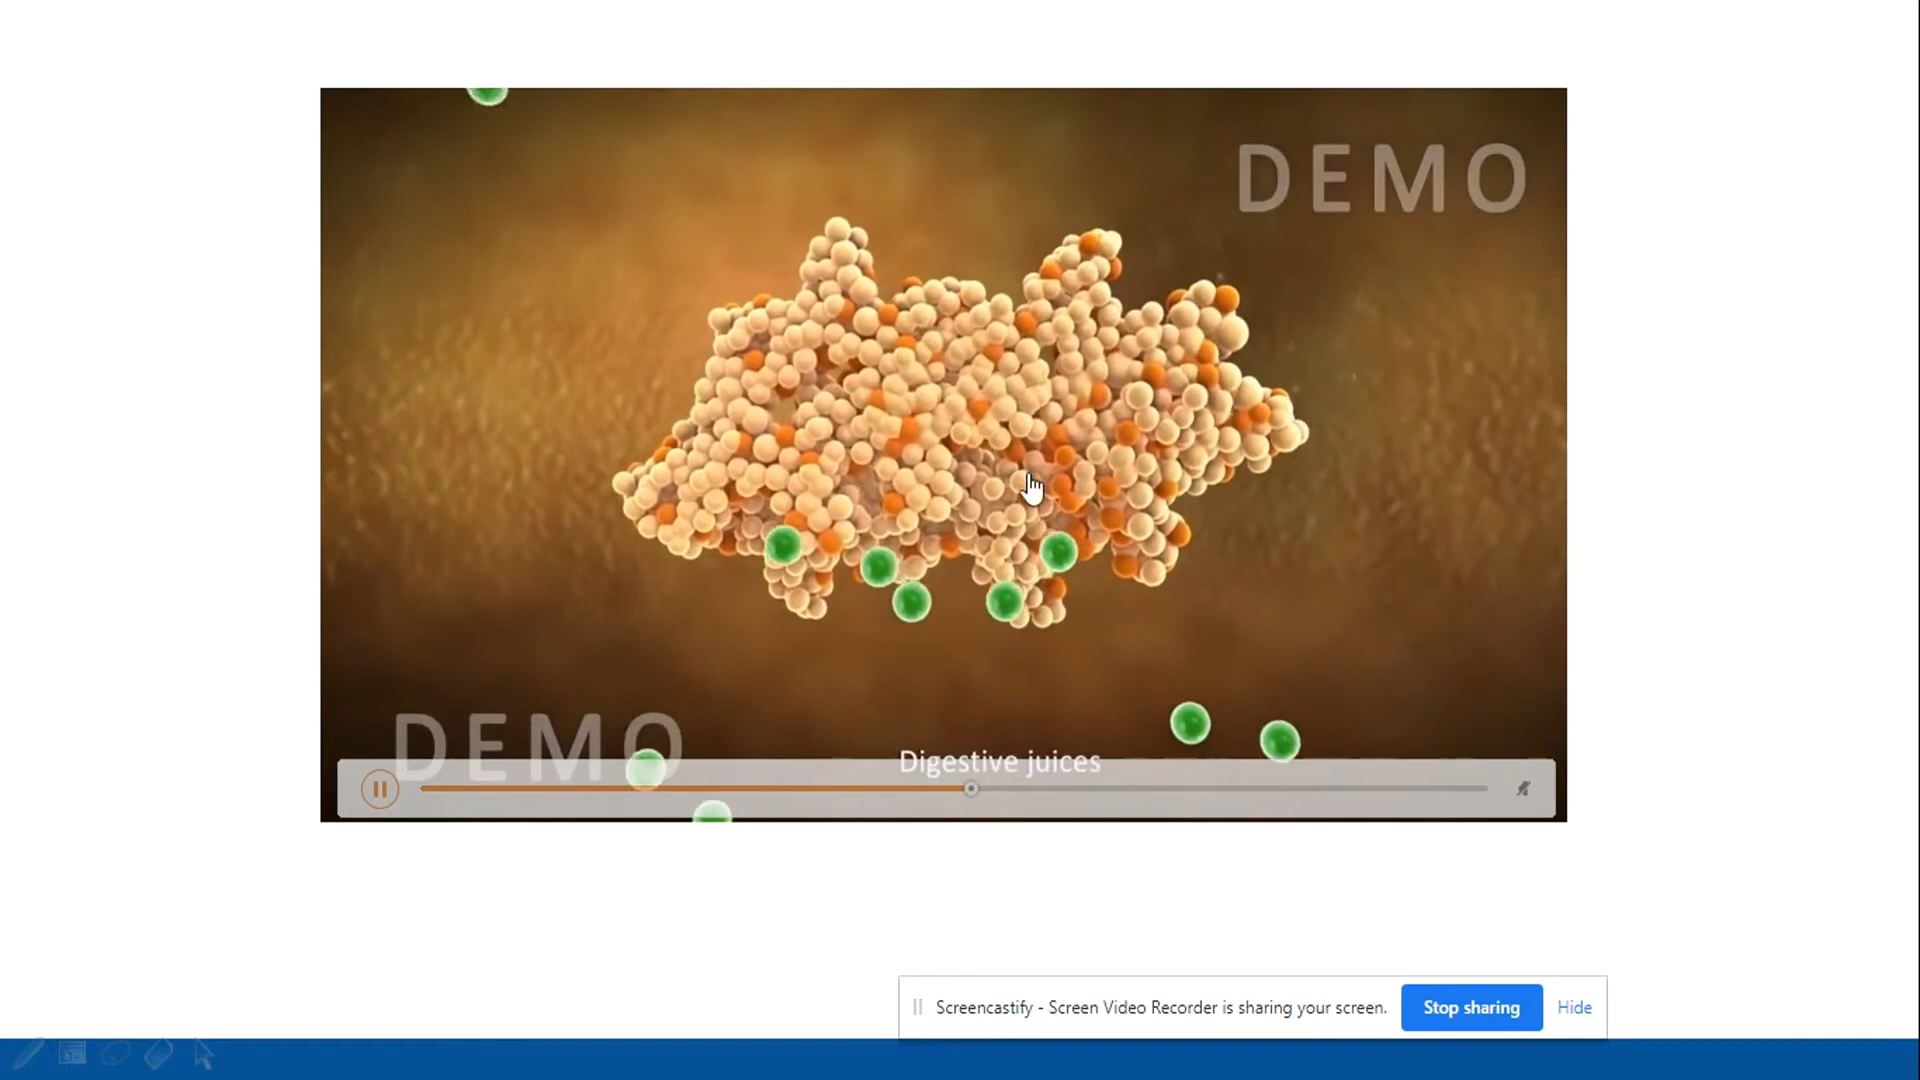 DEMO
DEMO
Digestive juices
Screencastify - Screen Video Recorder is sharing your screen.
Stop sharing
Hide